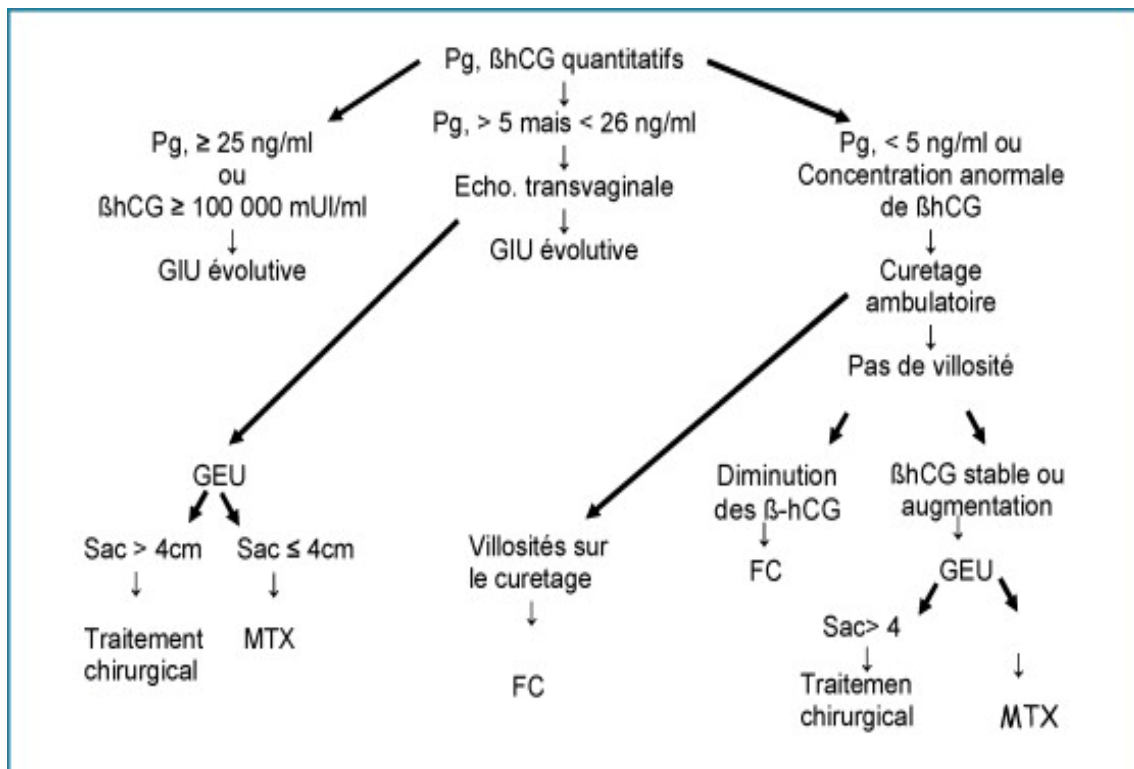 Pg, ßhCG quantitatifs
Pg, ≥ 25 ng/ml
ou
ßhCG ≥ 100 000 mUI/ml
GIU évolutive
Pg, > 5 mais < 26 ng/ml
Echo. transvaginale
GIU évolutive
Pg, < 5 ng/ml ou
Concentration anormale
de ßhCG
Curetage
ambulatoire
Pas de villosité
GEU
Sac > 4cm
Traitement
chirurgical
Sac ≤ 4cm
MTX
Villosités sur
le curetage
FC
Diminution
des ß-hCG
FC
ßhCG stable ou
augmentation
GEU
Sac> 4
Traitemen
chirurgical
MTX